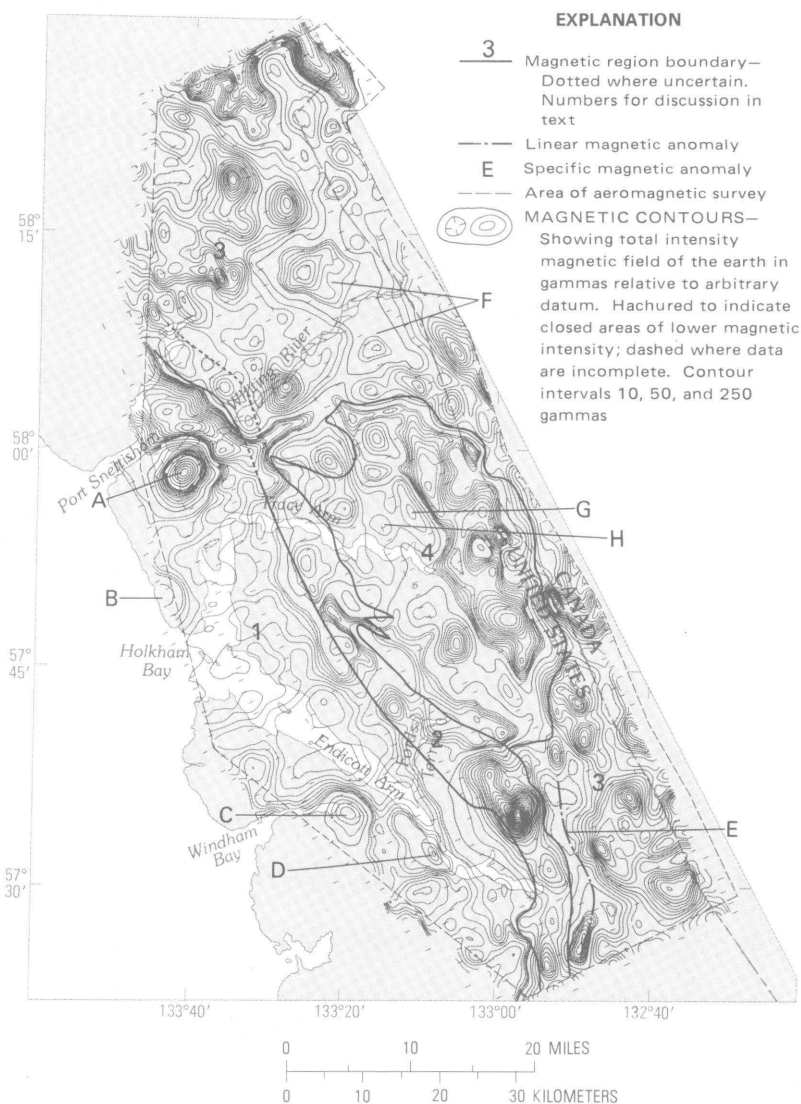 EXPLANATION
3
Magnetic region boundary—
Dotted where uncertain.
Numbers for discussion in
text
Linear magnetic anomaly
E Specific magnetic anomaly
Area of aeromagnetic survey
MAGNETIC CONTOURS—
Showing total intensity
magnetic field of the earth in
gammas relative to arbitrary
datum. Hachured to indicate
closed areas of lower magnetic
intensity; dashed where data
are incomplete. Contour
intervals 10, 50, and 250
gammas
58°
15'
3
F
Whiting River
58°
00'
Port Snettisham
A
Tracy Arm
G
H
4
UNITED STATES
CANADA
B
1
Holkham
Bay
57°
45'
2
Endicott Arm
3
C
E
Windham
Bay
D
57°
30'
133°40'
133°20'
133°00'
132°40'
0
10
20 MILES
0
10
20
30 KILOMETERS